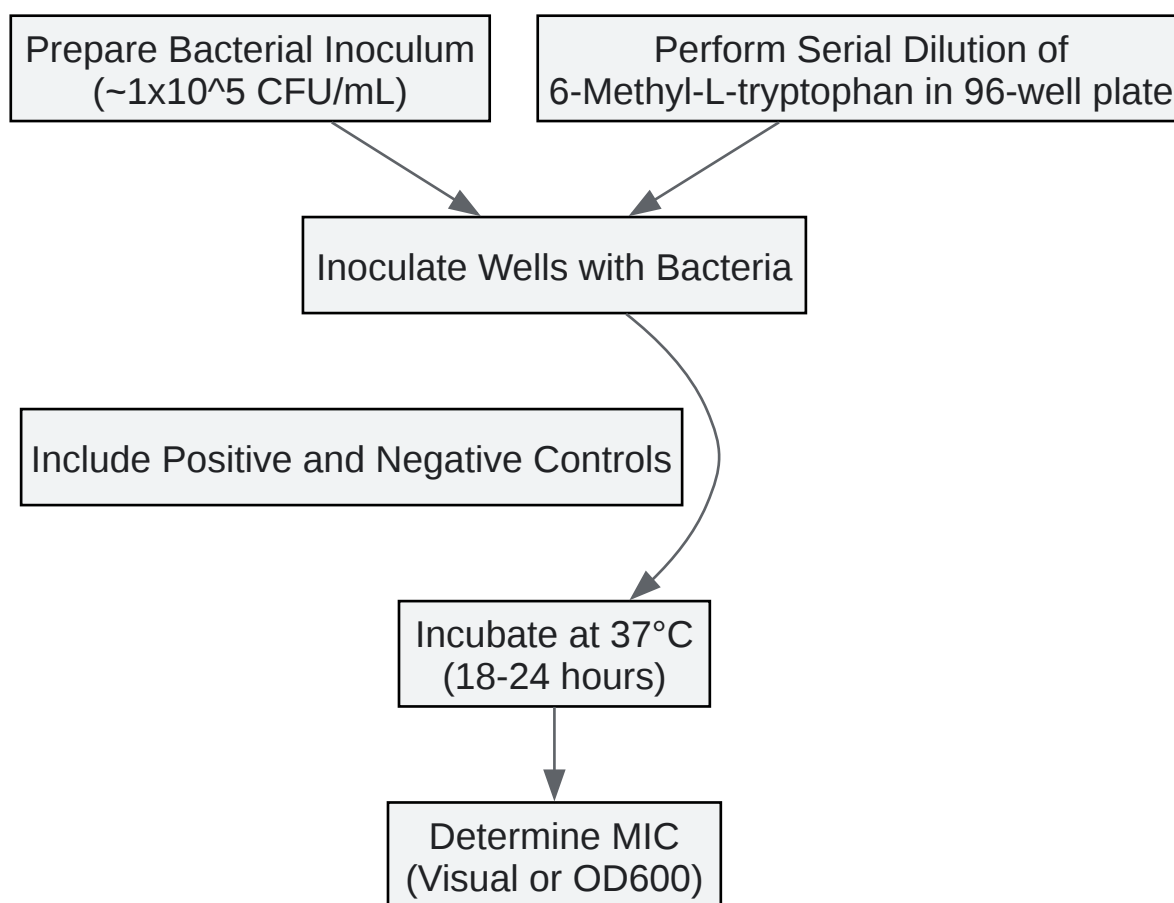 Prepare Bacterial Inoculum
(~1x10^5 CFU/mL)
Perform Serial Dilution of
6-Methyl-L-tryptophan in 96-well plate
Inoculate Wells with Bacteria
Include Positive and Negative Controls
Incubate at 37°C
(18-24 hours)
Determine MIC
(Visual or OD600)